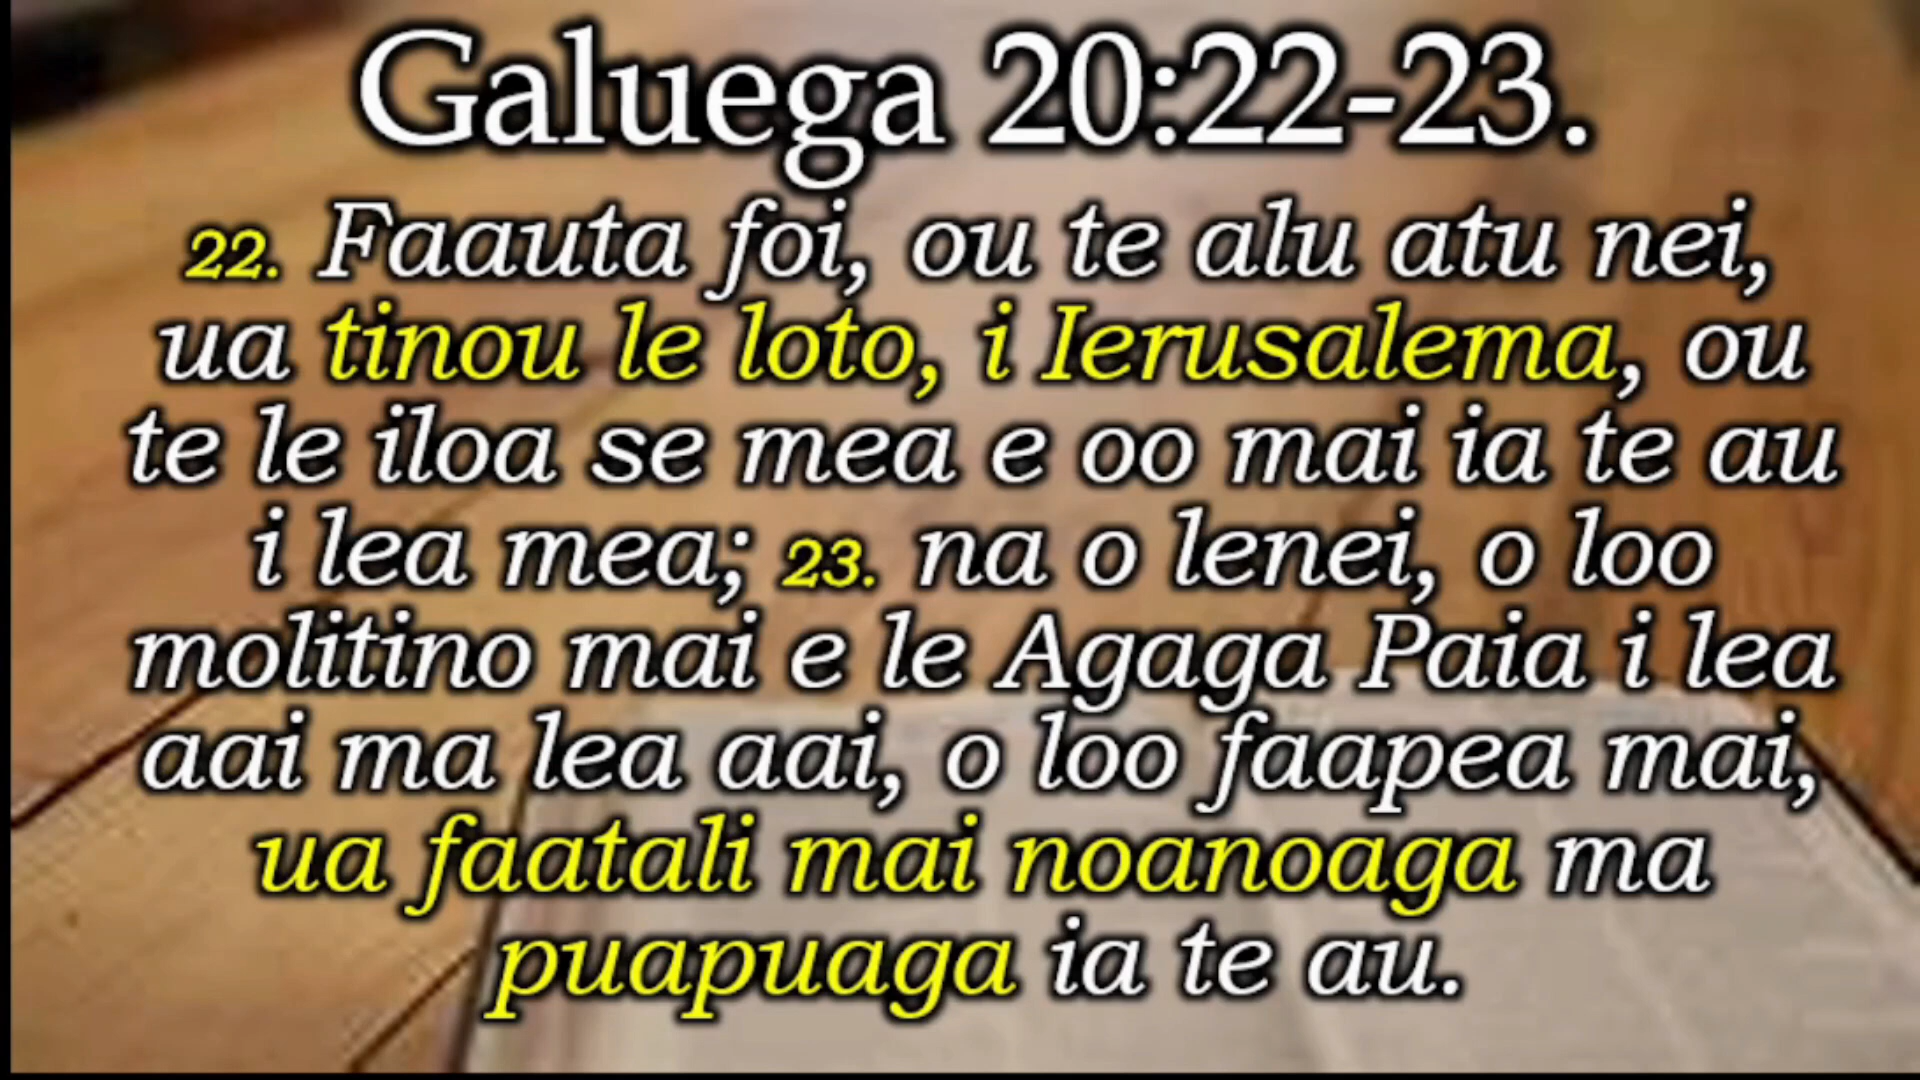 Galuega 20:22-23.
22. Faauta foi, ou te alu atu nei,
ua tinou le loto, i Ierusalema, ou
te le iloa se mea e oo mai ia te au
i lea mea; 23. na o lenei, o loo
molitino mai e le Agaga Paia i lea
aai ma lea aai, o loo faapea mai,
ua faatali mai noanoaga ma
puapuaga ia te au.